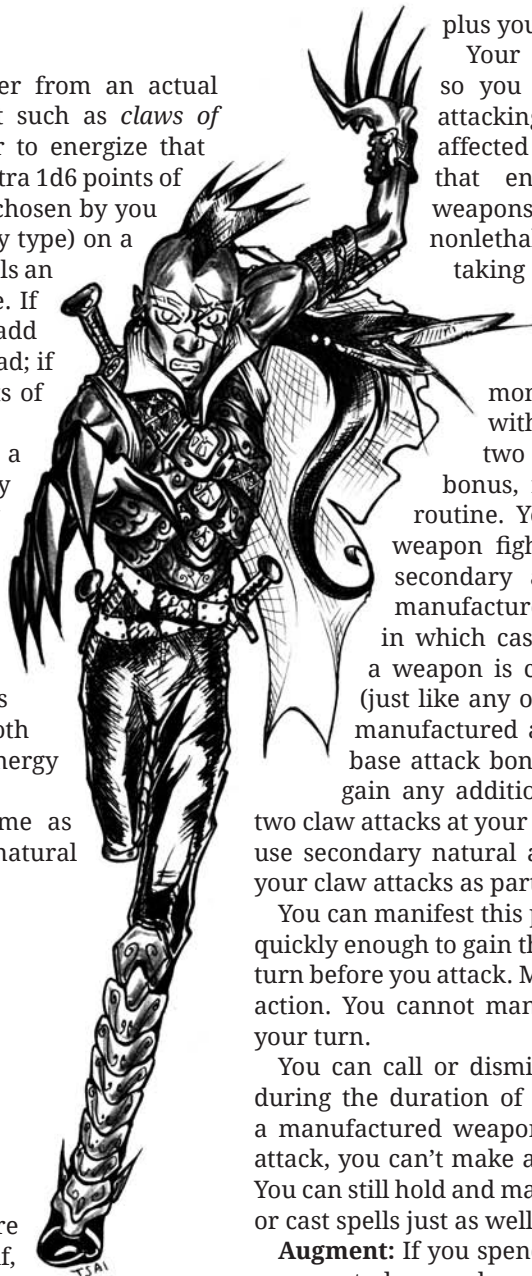 er from an actual
t such as claws of
r to energize that
tra 1d6 points of
chosen by you
y type) on a
ls an
e. If
add
ad; if
s of
a
y
s
oth
nergy
me as
natural
re
f,
TSAI
plus you
Your
so you
attacking
affected
that en
weapons
nonlethal
taking
mor
with
two
bonus,
routine. Y
weapon figh
secondary a
manufactur
in which cas
a weapon is c
(just like any o
manufactured a
base attack bon
gain any additio
two claw attacks at your
use secondary natural a
your claw attacks as part
You can manifest this p
quickly enough to gain th
turn before you attack. M
action. You cannot man
your turn.
You can call or dismi
during the duration of
a manufactured weapon
attack, you can’t make a
You can still hold and ma
or cast spells just as well
Augment: If you spend